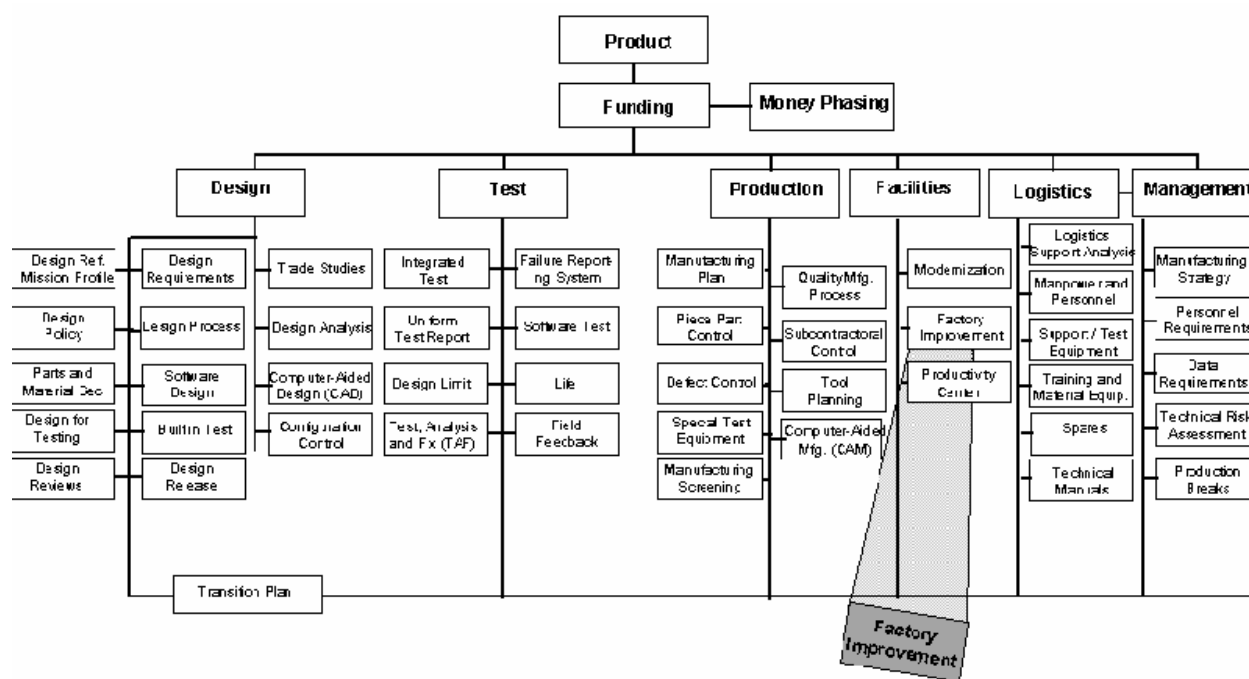 Product
Funding
Money Phasing
Design
Test
Production
Facilities
Logistics
Management
Design Ref.
Mission Profile
Design
Requirements
Trade Studies
Design
Policy
Design Process
Design Analysis
Parts and
Material Dec
Software
Design
Computer-Aided
Design (CAD)
Design for
Testing
Built in Test
Configuration
Control
Design
Reviews
Design
Release
Integrated
Test
Failure Report-
ing System
Uniform
Test Report
Software Test
Design Limit
Life
Test, Analysis
and Fix (TAF)
Field
Feedback
Manufacturing
Plan
Quality Mfg.
Process
Piece Part
Control
Subcontractoral
Control
Defect Control
Tool
Planning
Special Test
Equipment
Computer-Aided
Mfg. (CAM)
Manufacturing
Screening
Modernization
Factory
Improvement
Productivity
Center
Logistics
Support Analysis
Manpower and
Personnel
Support / Test
Equipment
Training and
Material Equip.
Spares
Technical
Manuals
Manufacturing
Strategy
Personnel
Requirements
Data
Requirements
Technical Risk
Assessment
Production
Breaks
Transition Plan
Factory
Improvement